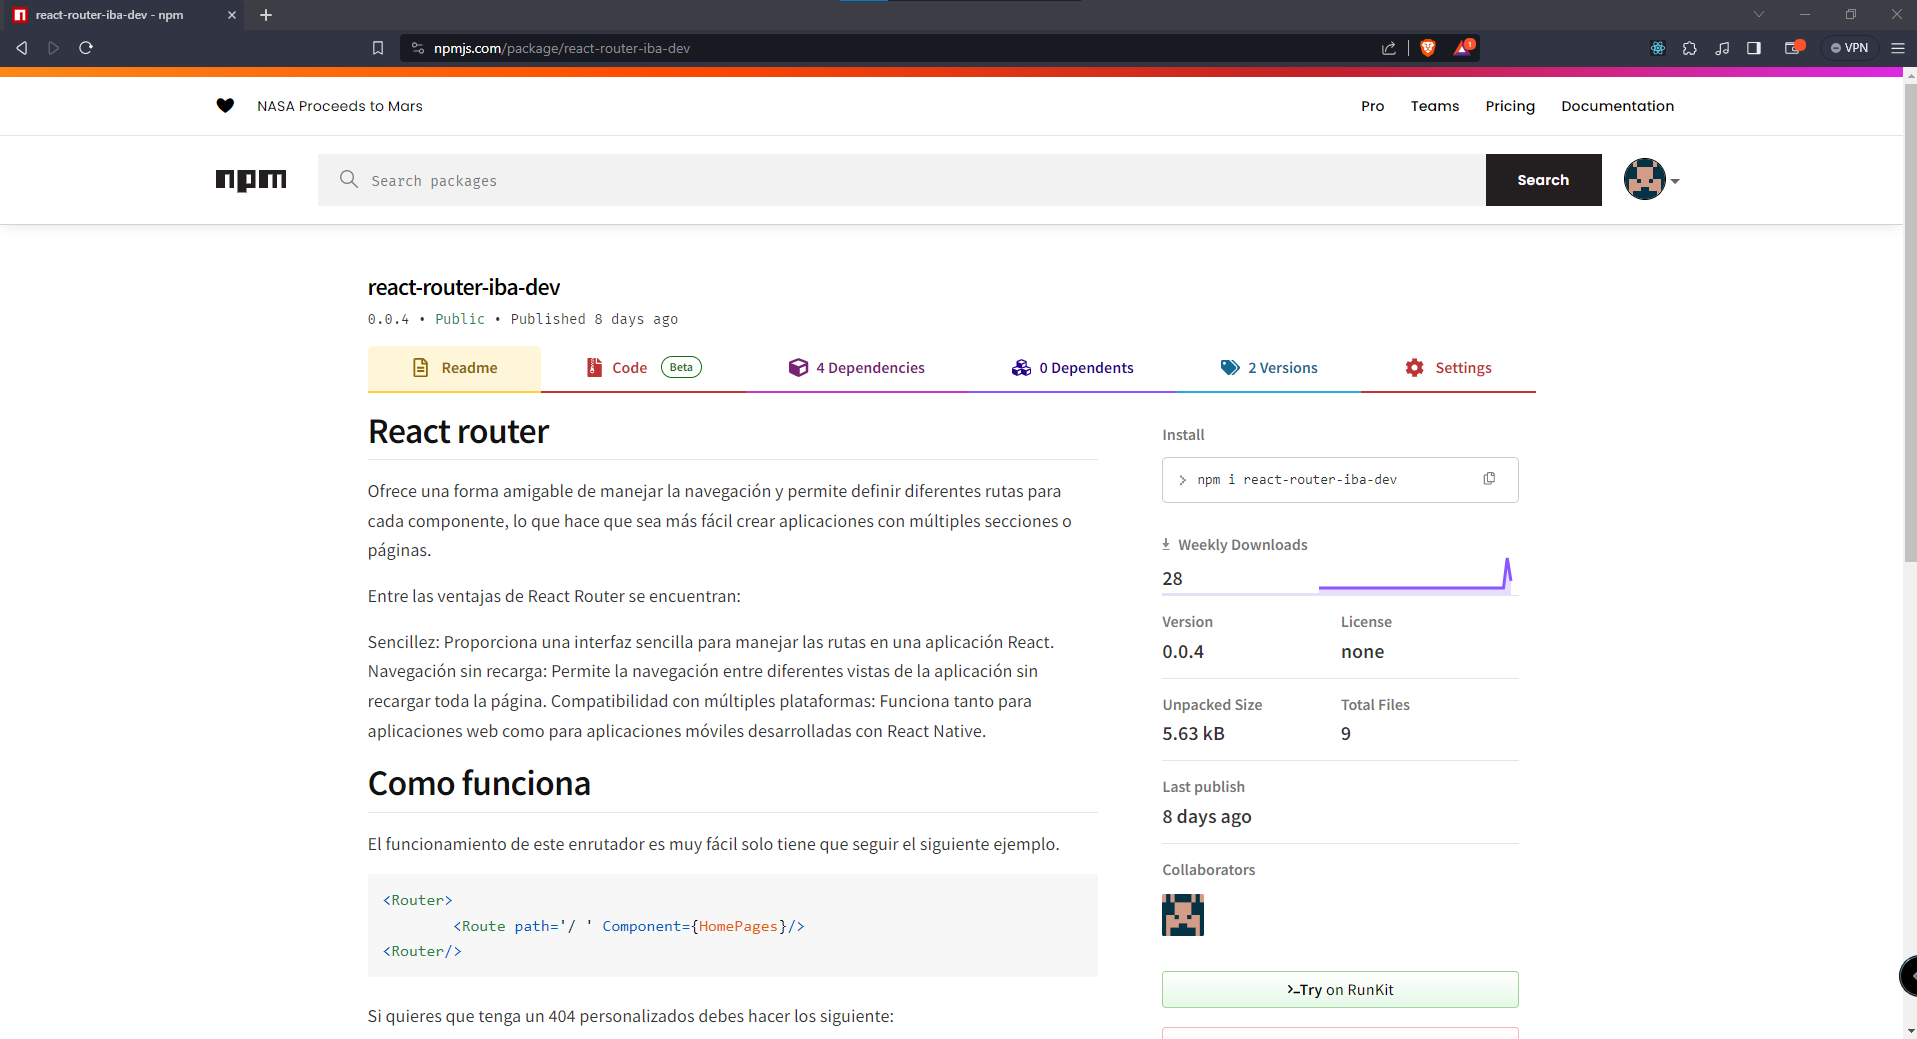 react-router-iba-dev - npm
npmjs.com/package/react-router-iba-dev
1
VPN
NASA Proceeds to Mars
Pro
Teams
Pricing
Documentation
npm
Search packages
Search
react-router-iba-dev
0.0.4 • Public • Published 8 days ago
Readme
Code Beta
4 Dependencies
0 Dependents
2 Versions
Settings
React router
Ofrece una forma amigable de manejar la navegación y permite definir diferentes rutas para
cada componente, lo que hace que sea más fácil crear aplicaciones con múltiples secciones o
páginas.
Entre las ventajas de React Router se encuentran:
Sencillez: Proporciona una interfaz sencilla para manejar las rutas en una aplicación React.
Navegación sin recarga: Permite la navegación entre diferentes vistas de la aplicación sin
recargar toda la página. Compatibilidad con múltiples plataformas: Funciona tanto para
aplicaciones web como para aplicaciones móviles desarrolladas con React Native.
Como funciona
El funcionamiento de este enrutador es muy fácil solo tiene que seguir el siguiente ejemplo.
<Router>
<Route path='/ ' Component={HomePages}/>
<Router/>
Si quieres que tenga un 404 personalizados debes hacer los siguiente:
Install
> npm i react-router-iba-dev
Weekly Downloads
28
Version
0.0.4
License
none
Unpacked Size
5.63 kB
Total Files
9
Last publish
8 days ago
Collaborators
>_Try on RunKit